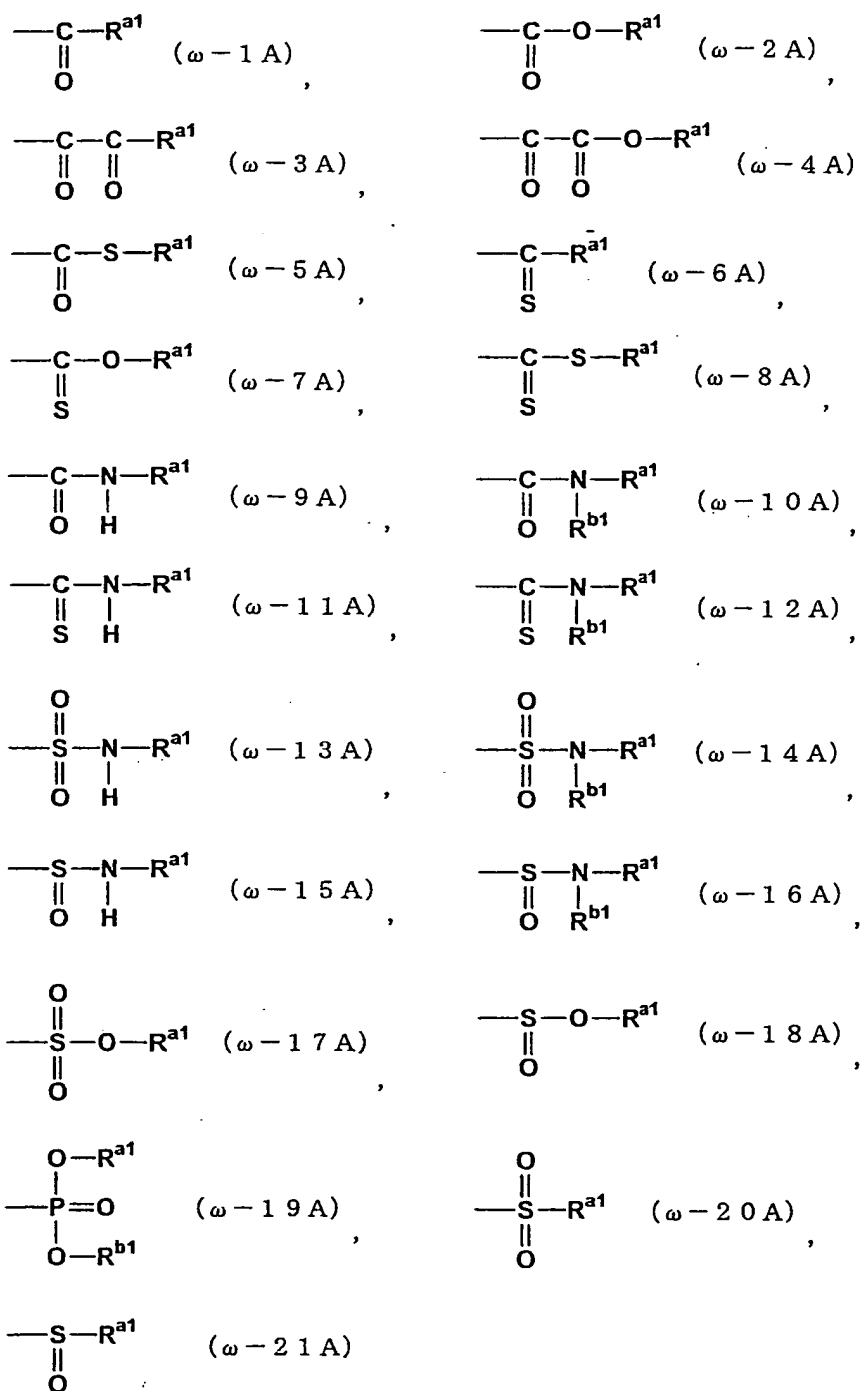 —C—R^a1 (ω−1A), —C—O—R^a1 (ω−2A),
O O
—C—C—R^a1 (ω−3A), —C—C—O—R^a1 (ω−4A)
O O O O
—C—S—R^a1 (ω−5A), —C—R^a1 (ω−6A),
O S
—C—O—R^a1 (ω−7A), —C—S—R^a1 (ω−8A),
S S
—C—N—R^a1 (ω−9A), —C—N—R^a1 (ω−10A),
O H O R^b1
—C—N—R^a1 (ω−11A), —C—N—R^a1 (ω−12A),
S H S R^b1
O O
—S—N—R^a1 (ω−13A), —S—N—R^a1 (ω−14A),
O H O R^b1
—S—N—R^a1 (ω−15A), —S—N—R^a1 (ω−16A),
O H O R^b1
O
—S—O—R^a1 (ω−17A), —S—O—R^a1 (ω−18A),
O O
O—R^a1 O
—P=O (ω−19A), —S—R^a1 (ω−20A),
O—R^b1 O
—S—R^a1 (ω−21A)
O